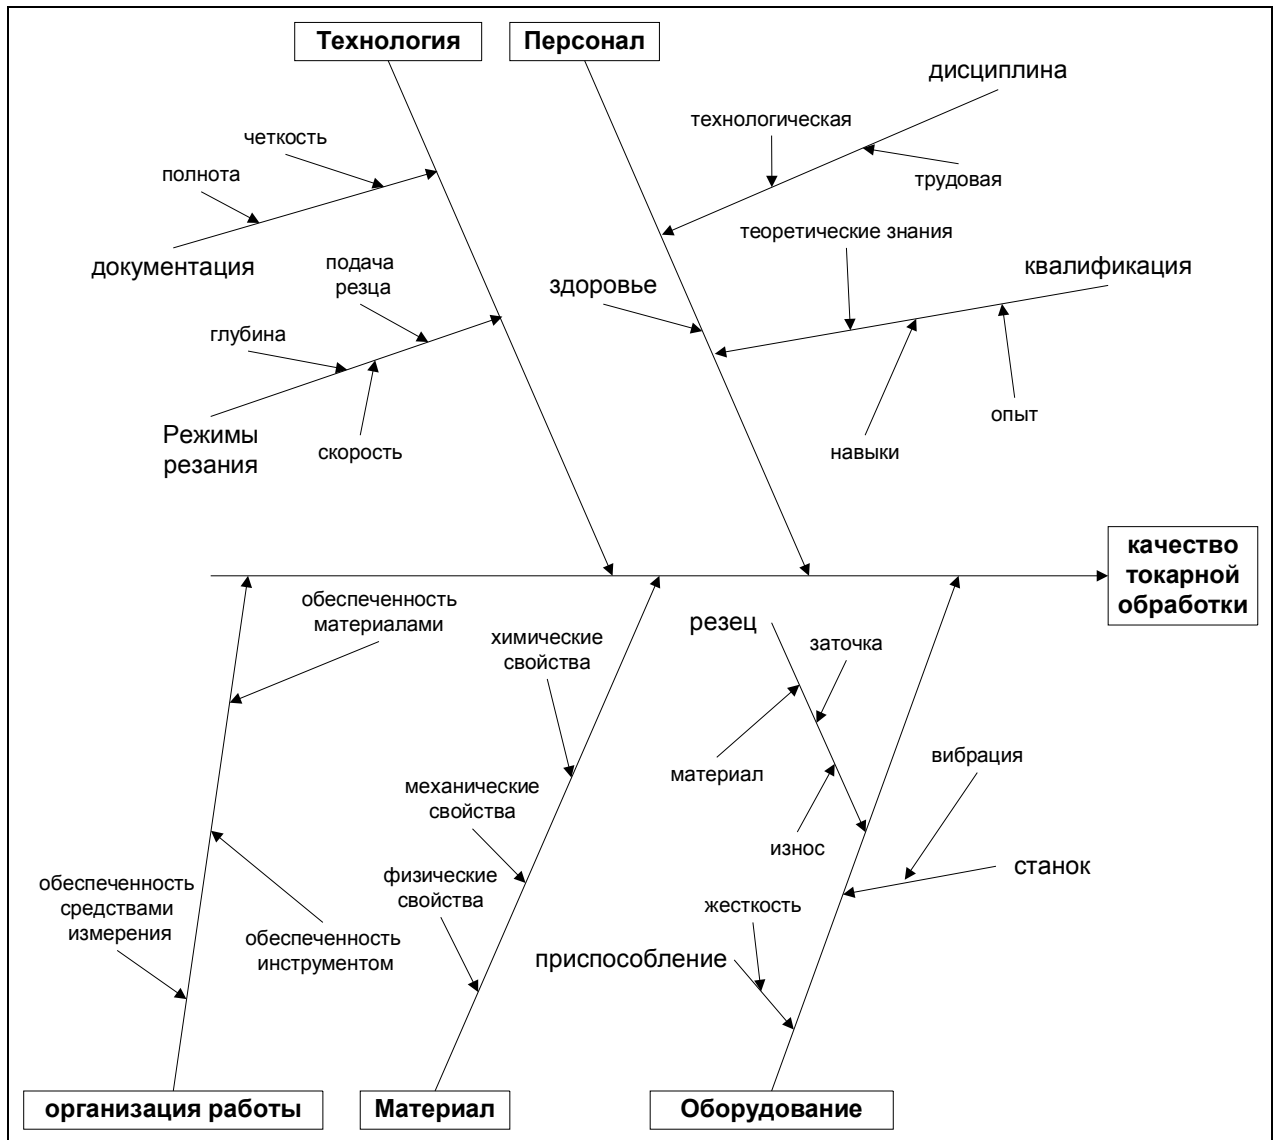 Технология
Персонал
дисциплина
технологическая
четкость
полнота
трудовая
теоретические знания
документация
подача
резца
здоровье
квалификация
глубина
опыт
Режимы
резания
скорость
навыки
качество
токарной
обработки
обеспеченность
материалами
резец
химические
свойства
заточка
материал
вибрация
механические
свойства
износ
станок
физические
свойства
обеспеченность
средствами
измерения
жесткость
обеспеченность
инструментом
приспособление
организация работы
Материал
Оборудование